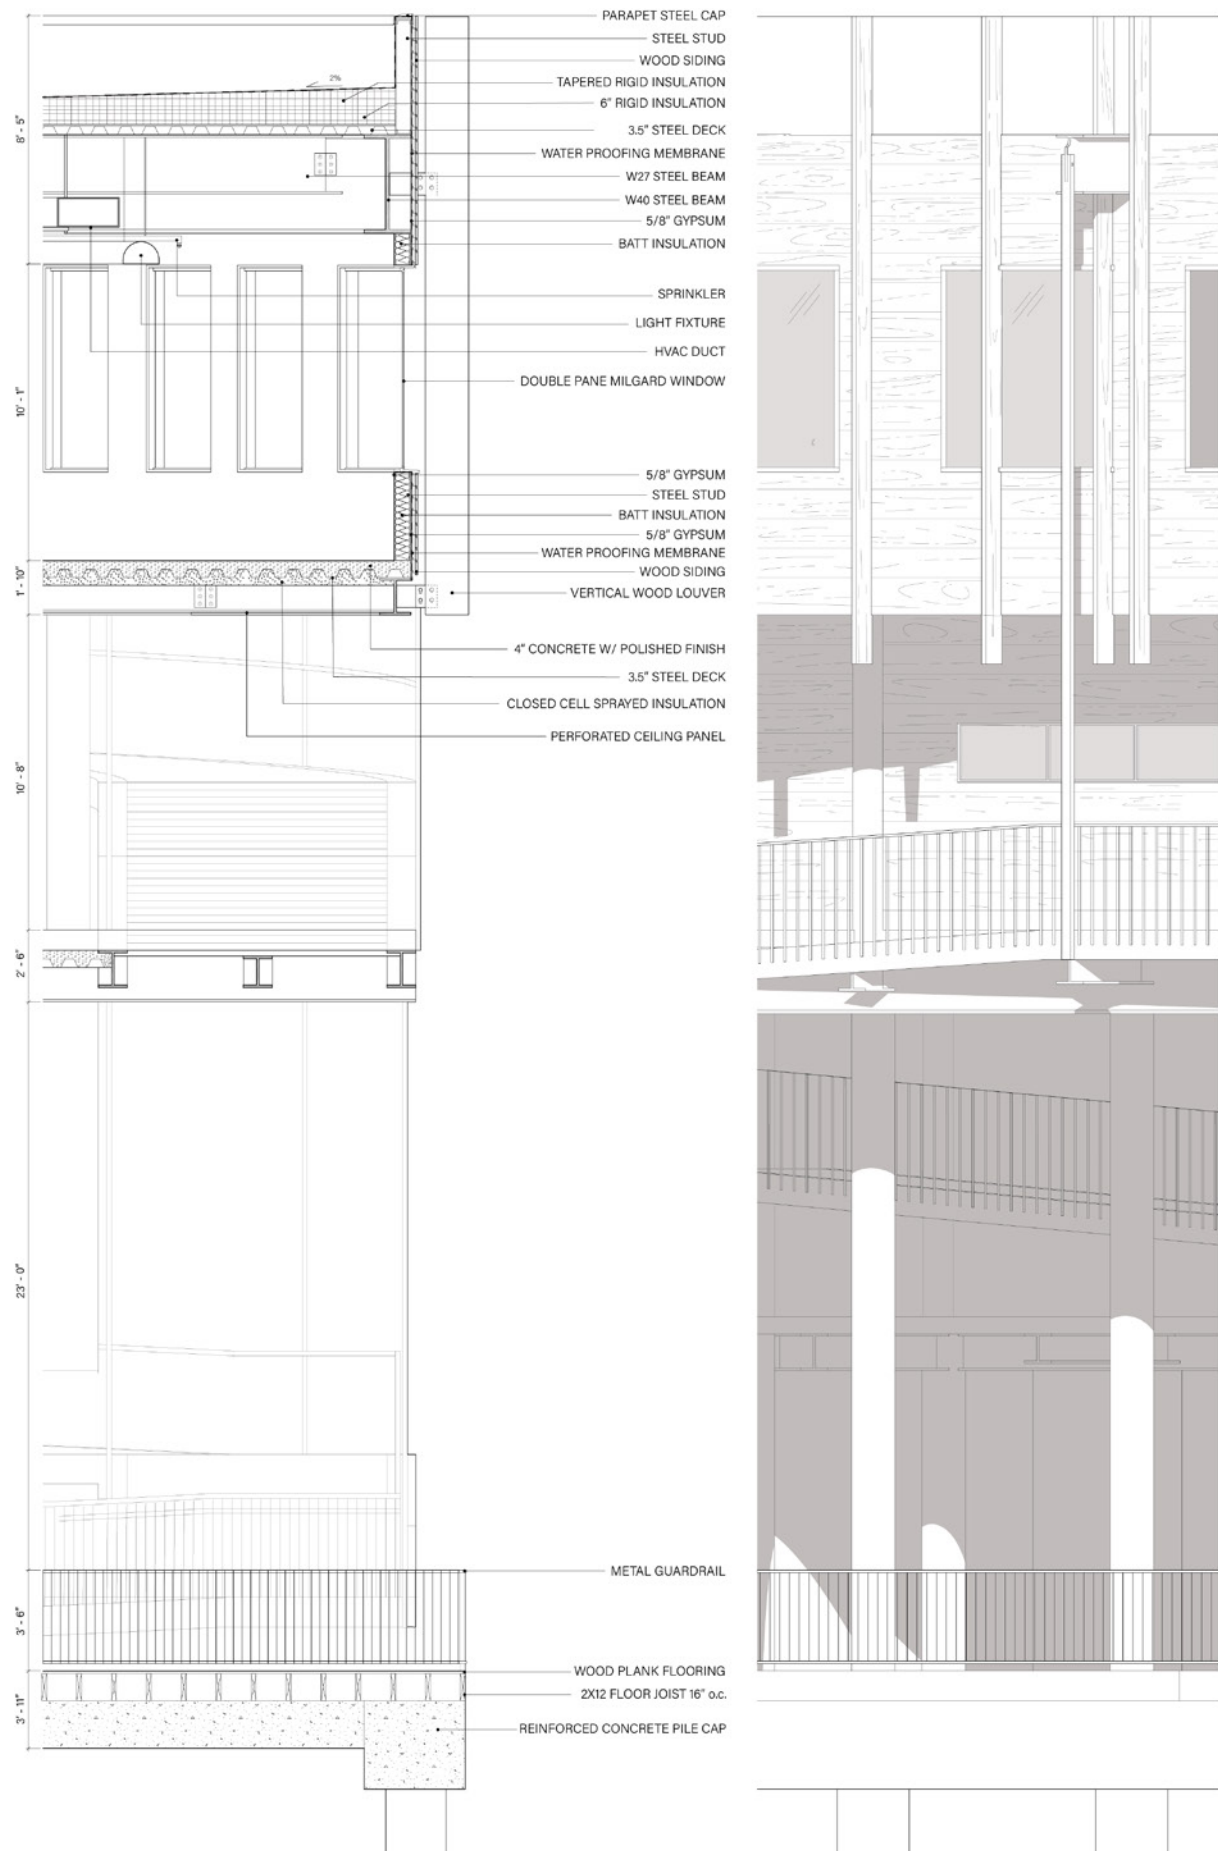 PARAPET STEEL CAP
STEEL STUD
WOOD SIDING
2%
TAPERED RIGID INSULATION
6" RIGID INSULATION
8' - 5"
3.5" STEEL DECK
WATER PROOFING MEMBRANE
W27 STEEL BEAM
W40 STEEL BEAM
5/8" GYPSUM
BATT INSULATION
SPRINKLER
LIGHT FIXTURE
HVAC DUCT
DOUBLE PANE MILGARD WINDOW
10' - 1"
5/8" GYPSUM
STEEL STUD
BATT INSULATION
5/8" GYPSUM
WATER PROOFING MEMBRANE
WOOD SIDING
1' - 10"
VERTICAL WOOD LOUVER
4" CONCRETE W/ POLISHED FINISH
3.5" STEEL DECK
CLOSED CELL SPRAYED INSULATION
PERFORATED CEILING PANEL
10' - 8"
2' - 6"
23' - 0"
METAL GUARDRAIL
3' - 6"
WOOD PLANK FLOORING
2X12 FLOOR JOIST 16" o.c.
3' - 11"
REINFORCED CONCRETE PILE CAP